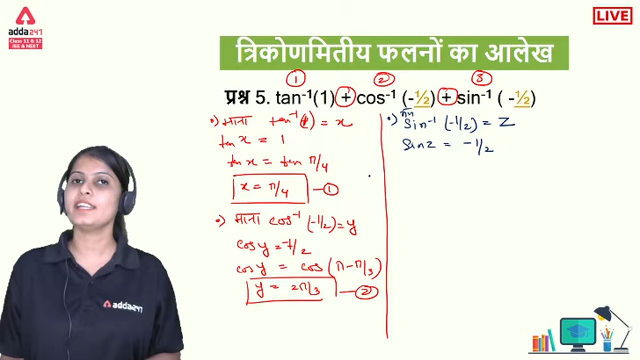 adda247
Class 11 & 12
JEE & NEET
LIVE
त्रिकोणमितीय फलनों का आलेख
① ② ③
प्रश्न 5. tan⁻¹(1) + cos⁻¹ (-½) + sin⁻¹ ( -½)
•) माना tan⁻¹ (1) = x
tan x = 1
tan x = tan π/4
x = π/4 —①
•) माना cos⁻¹ (-1/2) = y
cos y = -1/2
cos y = cos (π - π/3)
y = 2π/3 —②
•) माना sin⁻¹ (-1/2) = Z
sin z = -1/2
adda247